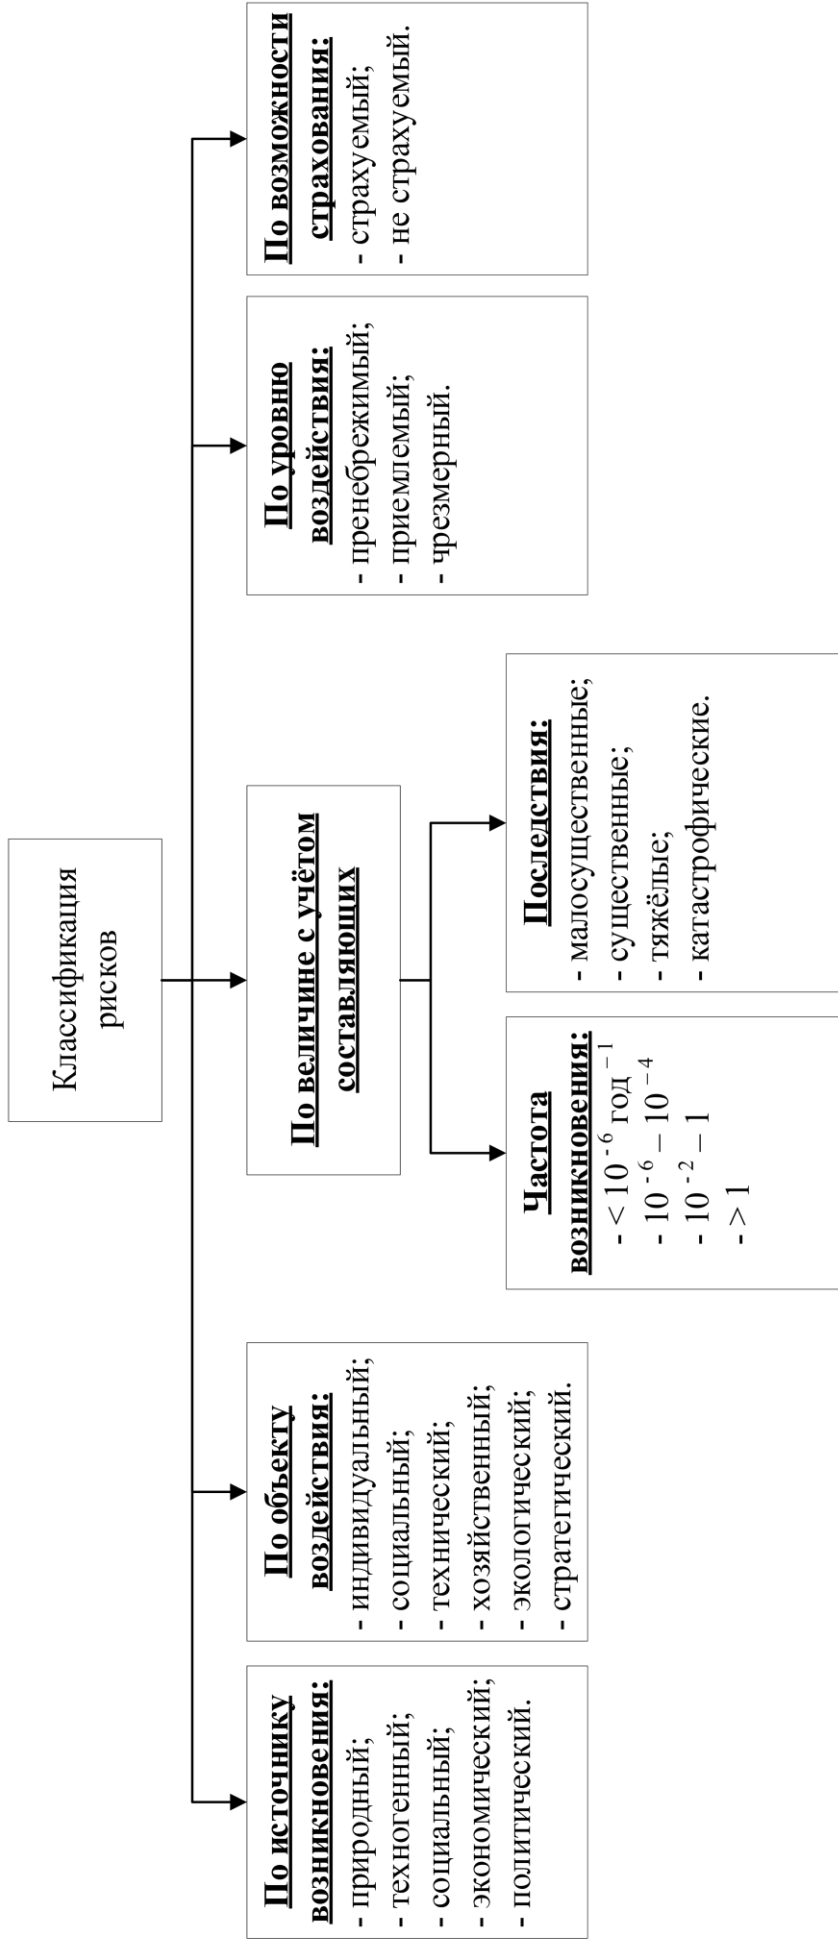 Классификация
рисков
По источнику
возникновения:
- природный;
- техногенный;
- социальный;
- экономический;
- политический.
По объекту
воздействия:
- индивидуальный;
- социальный;
- технический;
- хозяйственный;
- экологический;
- стратегический.
По величине с учётом
составляющих
Частота
возникновения:
- < 10⁻⁶ год⁻¹
- 10⁻⁶ – 10⁻⁴
- 10⁻² – 1
- > 1
Последствия:
- малосущественные;
- существенные;
- тяжёлые;
- катастрофические.
По уровню
воздействия:
- пренебрежимый;
- приемлемый;
- чрезмерный.
По возможности
страхования:
- страхуемый;
- не страхуемый.